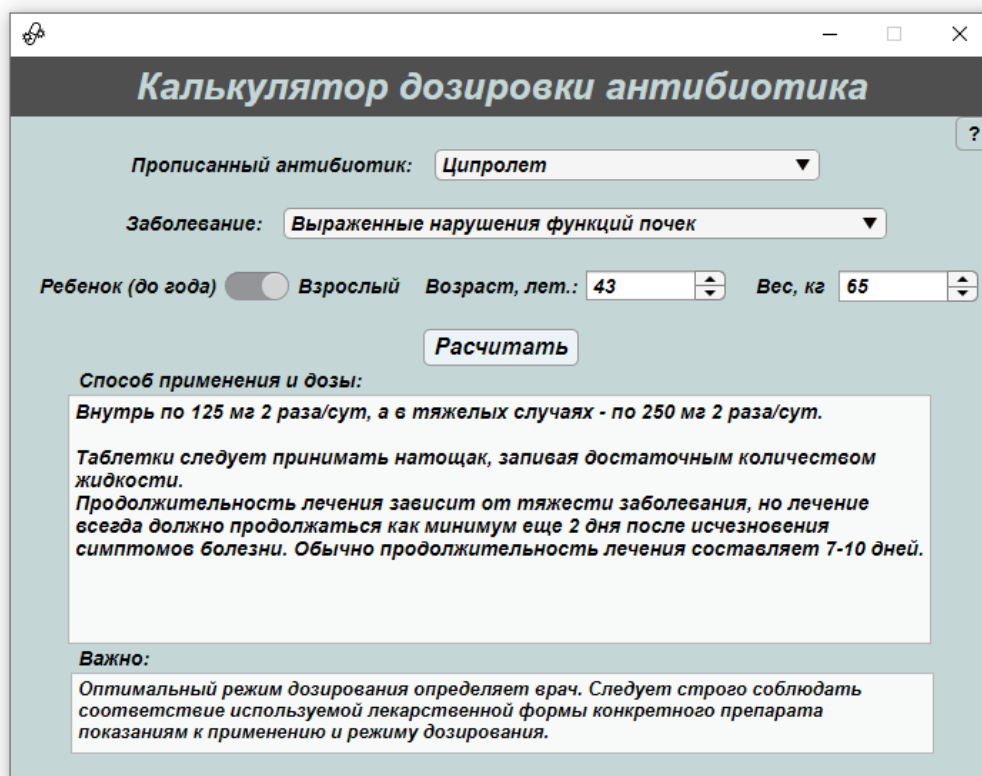 Калькулятор дозировки антибиотика
?
Прописанный антибиотик: Ципролет
Заболевание: Выраженные нарушения функций почек
Ребенок (до года) Взрослый Возраст, лет.: 43 Вес, кг 65
Расчитать
Способ применения и дозы:
Внутрь по 125 мг 2 раза/сут, а в тяжелых случаях - по 250 мг 2 раза/сут.
Таблетки следует принимать натощак, запивая достаточным количеством
жидкости.
Продолжительность лечения зависит от тяжести заболевания, но лечение
всегда должно продолжаться как минимум еще 2 дня после исчезновения
симптомов болезни. Обычно продолжительность лечения составляет 7-10 дней.
Важно:
Оптимальный режим дозирования определяет врач. Следует строго соблюдать
соответствие используемой лекарственной формы конкретного препарата
показаниям к применению и режиму дозирования.